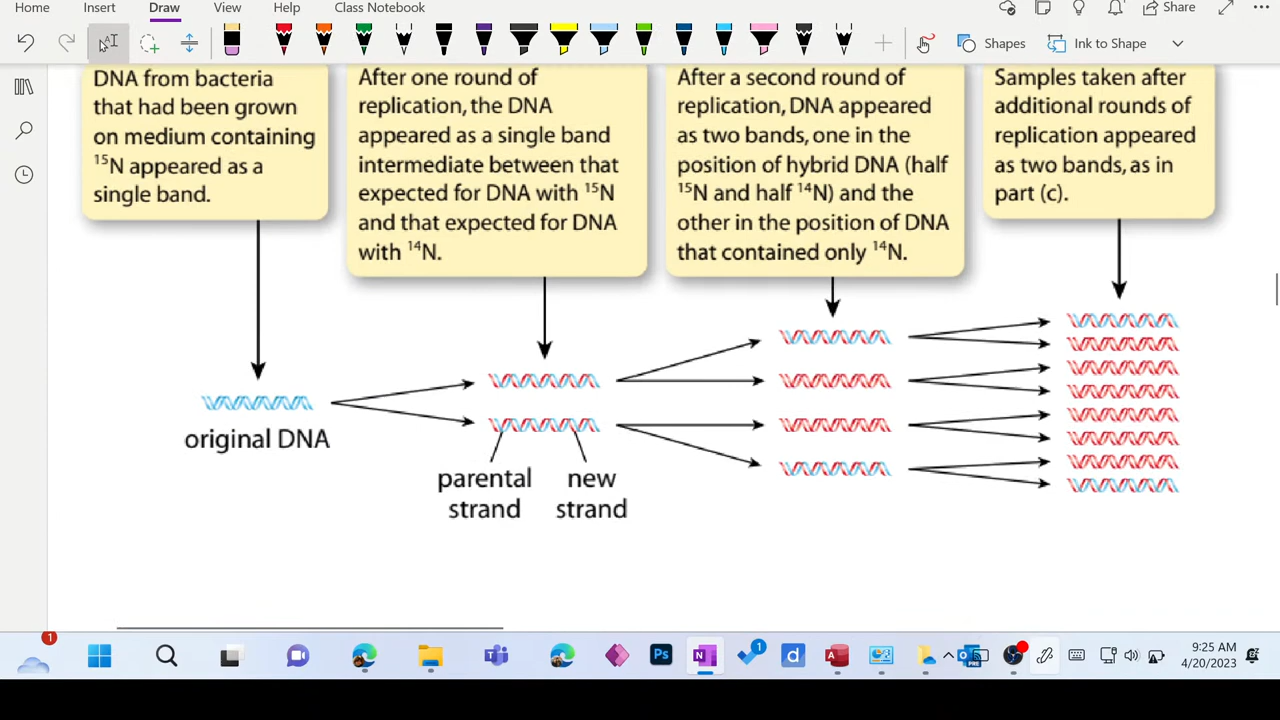 Home Insert Draw View Help Class Notebook
Share
Shapes
Ink to Shape
DNA from bacteria
that had been grown
on medium containing
¹⁵N appeared as a
single band.
After one round of
replication, the DNA
appeared as a single band
intermediate between that
expected for DNA with ¹⁵N
and that expected for DNA
with ¹⁴N.
After a second round of
replication, DNA appeared
as two bands, one in the
position of hybrid DNA (half
¹⁵N and half ¹⁴N) and the
other in the position of DNA
that contained only ¹⁴N.
Samples taken after
additional rounds of
replication appeared
as two bands, as in
part (c).
original DNA
parental
strand
new
strand
1
Ps
N
1
d
PRE
9:25 AM
4/20/2023